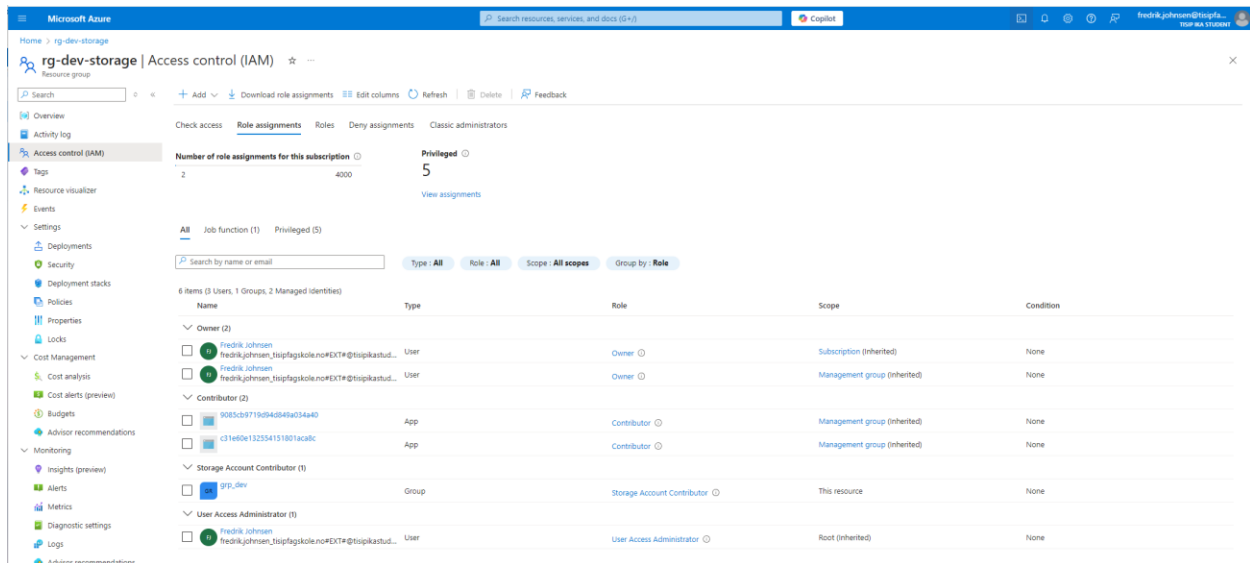 Microsoft Azure
Search resources, services, and docs (G+/)
Copilot
fredrik.johnsen@tisipfa...
TISIP IKA STUDENT
Home > rg-dev-storage
rg-dev-storage | Access control (IAM)
Resource group
Search
Add
Download role assignments
Edit columns
Refresh
Delete
Feedback
Overview
Activity log
Access control (IAM)
Tags
Resource visualizer
Events
Settings
Deployments
Security
Deployment stacks
Policies
Properties
Locks
Cost Management
Cost analysis
Cost alerts (preview)
Budgets
Advisor recommendations
Monitoring
Insights (preview)
Alerts
Metrics
Diagnostic settings
Logs
Advisor recommendations
Check access Role assignments Roles Deny assignments Classic administrators
Number of role assignments for this subscription
2 4000
Privileged
5
View assignments
All Job function (1) Privileged (5)
Search by name or email
Type : All Role : All Scope : All scopes Group by : Role
6 items (3 Users, 1 Groups, 2 Managed Identities)
Name Type Role Scope Condition
Owner (2)
FJ Fredrik Johnsen
fredrik.johnsen_tisipfagskole.no#EXT#@tisipikastud... User Owner Subscription (Inherited) None
FJ Fredrik Johnsen
fredrik.johnsen_tisipfagskole.no#EXT#@tisipikastud... User Owner Management group (Inherited) None
Contributor (2)
9085cb9719d94d849a034a40 App Contributor Management group (Inherited) None
c31e60e132554151801aca8c App Contributor Management group (Inherited) None
Storage Account Contributor (1)
GR grp_dev Group Storage Account Contributor This resource None
User Access Administrator (1)
FJ Fredrik Johnsen
fredrik.johnsen_tisipfagskole.no#EXT#@tisipikastud... User User Access Administrator Root (Inherited) None